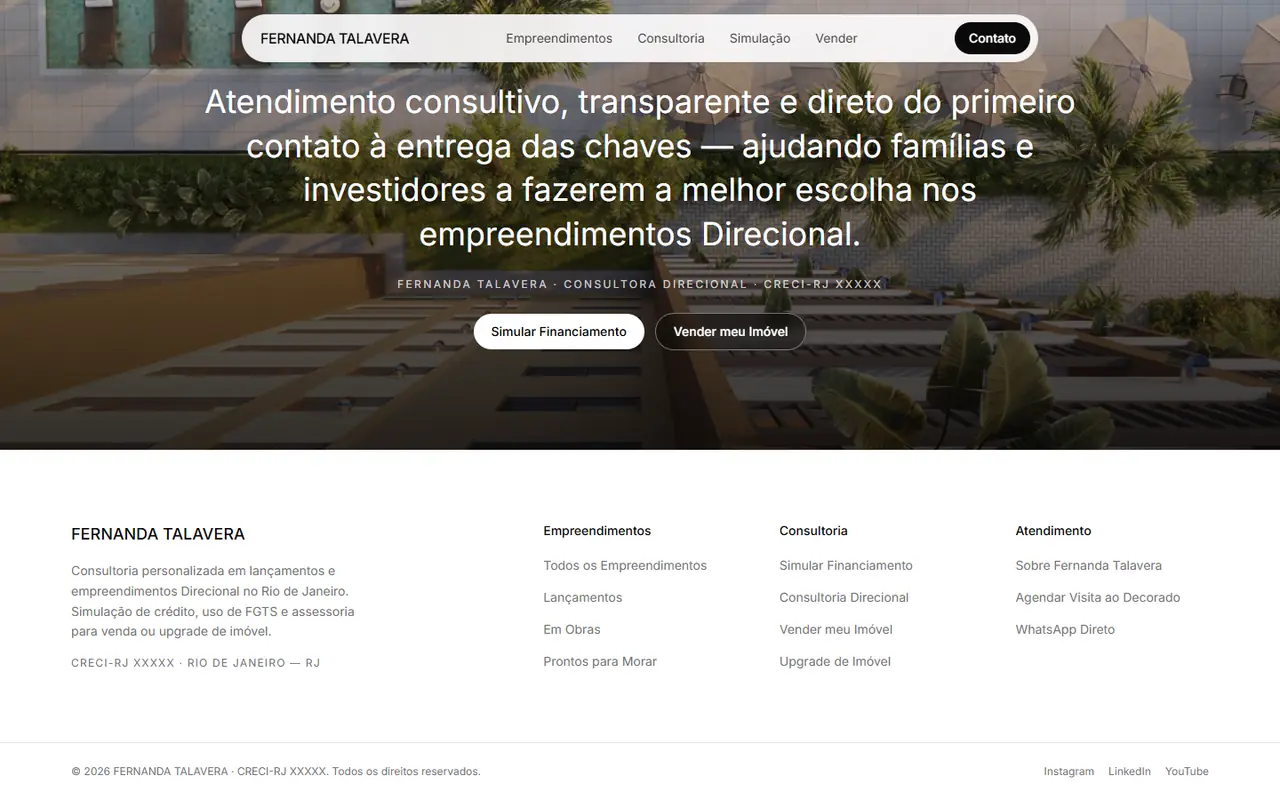 FERNANDA TALAVERA
Empreendimentos
Consultoria
Simulação
Vender
Contato
Atendimento consultivo, transparente e direto do primeiro
contato à entrega das chaves — ajudando famílias e
investidores a fazerem a melhor escolha nos
empreendimentos Direcional.
FERNANDA TALAVERA · CONSULTORA DIRECIONAL · CRECI-RJ XXXXX
Simular Financiamento
Vender meu Imóvel
FERNANDA TALAVERA
Consultoria personalizada em lançamentos e
empreendimentos Direcional no Rio de Janeiro.
Simulação de crédito, uso de FGTS e assessoria
para venda ou upgrade de imóvel.
CRECI-RJ XXXXX · RIO DE JANEIRO — RJ
Empreendimentos
Todos os Empreendimentos
Lançamentos
Em Obras
Prontos para Morar
Consultoria
Simular Financiamento
Consultoria Direcional
Vender meu Imóvel
Upgrade de Imóvel
Atendimento
Sobre Fernanda Talavera
Agendar Visita ao Decorado
WhatsApp Direto
© 2026 FERNANDA TALAVERA · CRECI-RJ XXXXX. Todos os direitos reservados.
Instagram
LinkedIn
YouTube